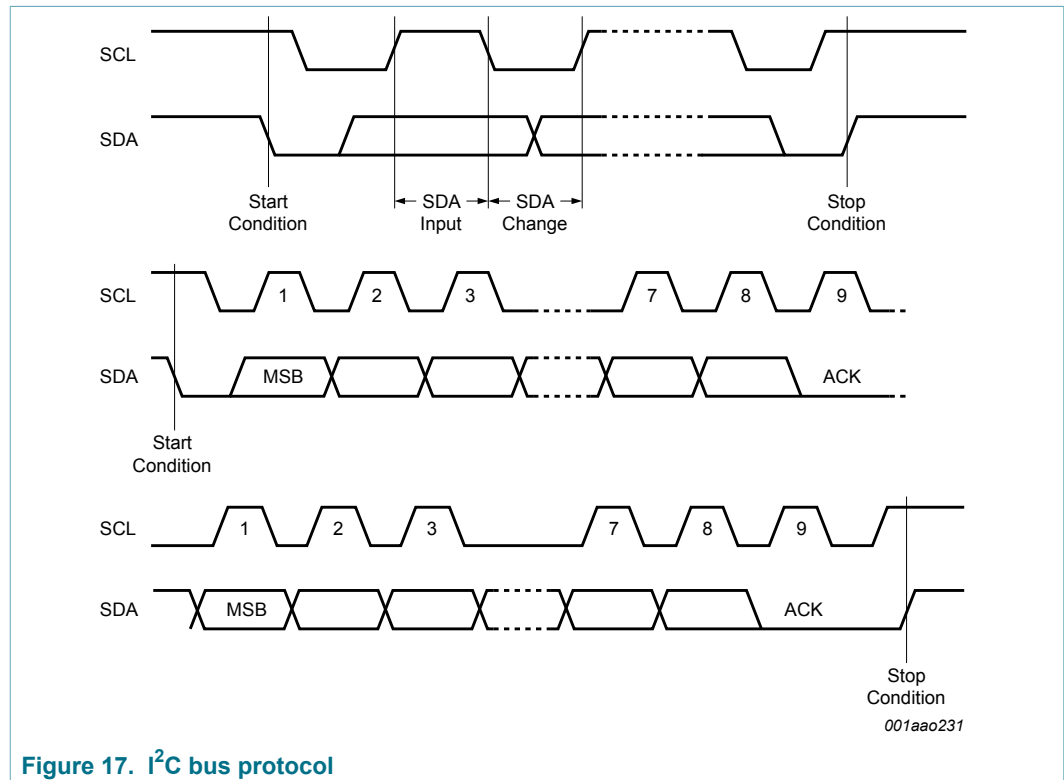 SCL
SDA
Start
Condition
SDA
Input
SDA
Change
Stop
Condition
SCL
1 2 3 7 8 9
SDA
MSB ACK
Start
Condition
SCL
1 2 3 7 8 9
SDA
MSB ACK
Stop
Condition
001aao231
Figure 17. I²C bus protocol